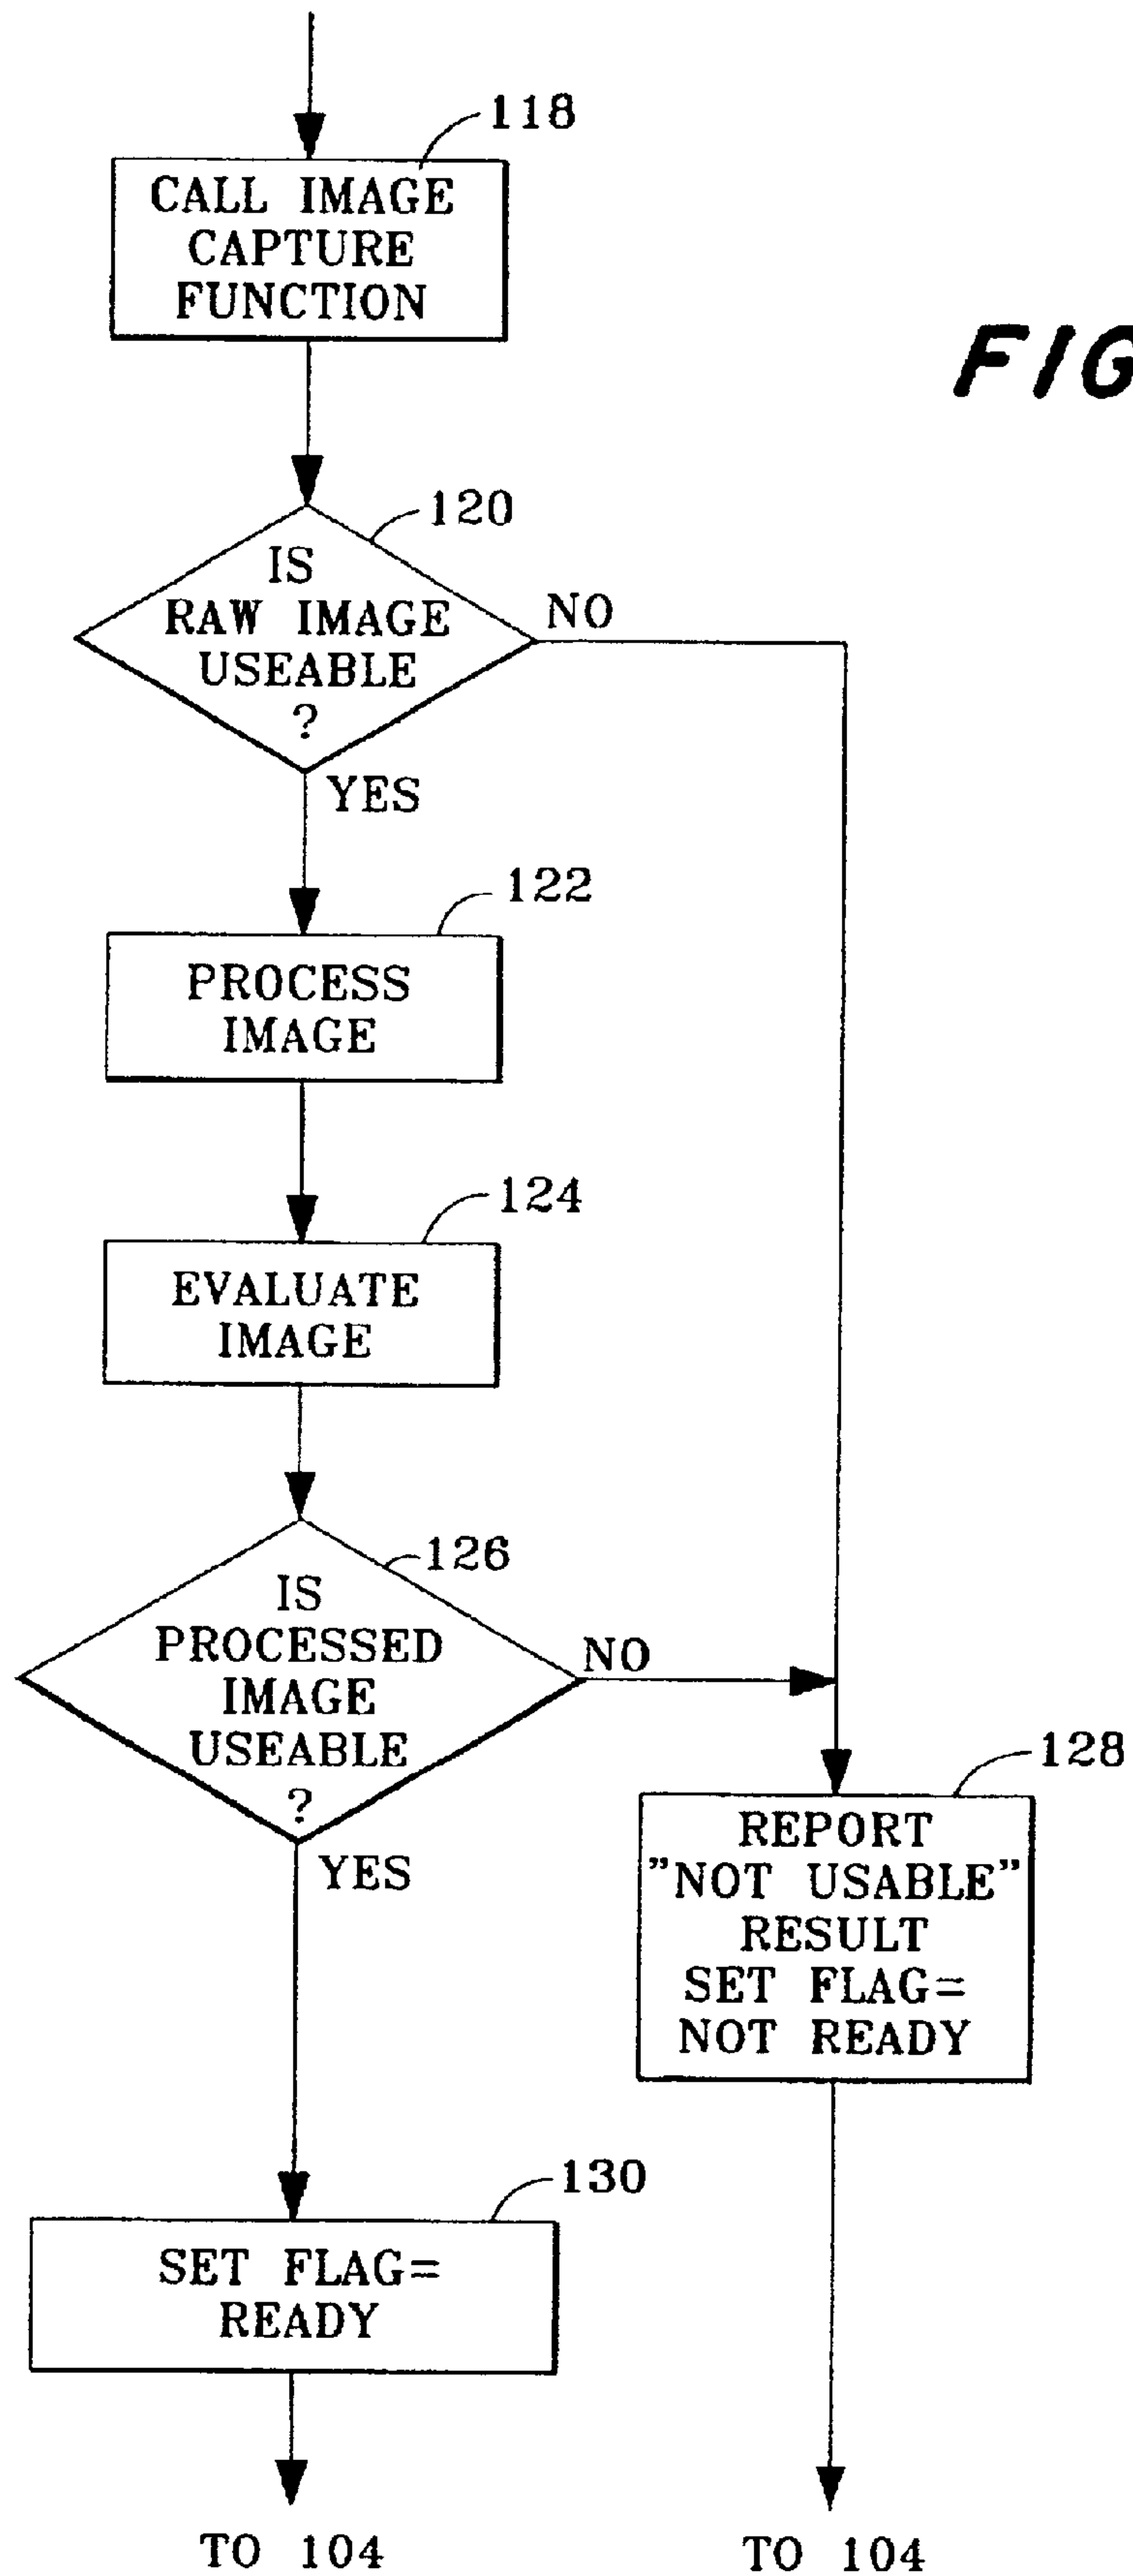 118
CALL IMAGE
CAPTURE
FUNCTION
FIG
120
IS
RAW IMAGE
USEABLE
?
NO
YES
122
PROCESS
IMAGE
124
EVALUATE
IMAGE
126
IS
PROCESSED
IMAGE
USEABLE
?
NO
YES
128
REPORT
"NOT USABLE"
RESULT
SET FLAG=
NOT READY
130
SET FLAG=
READY
TO 104
TO 104